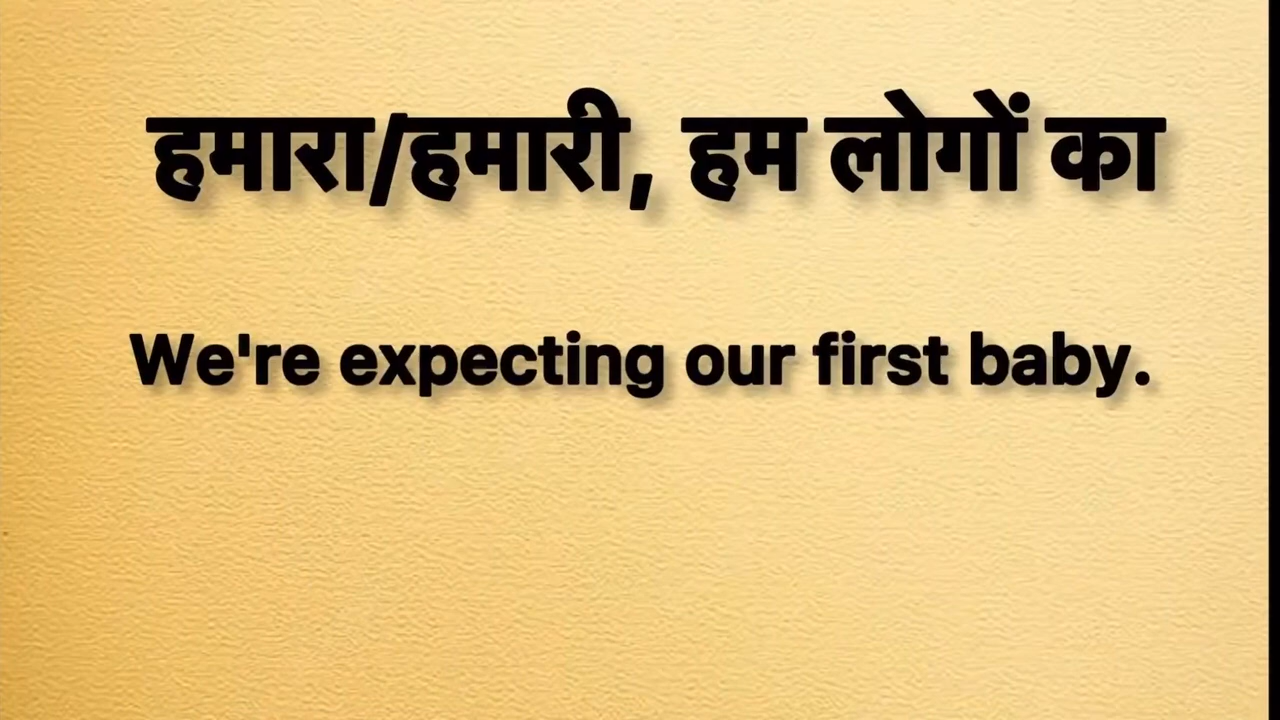 हमारा/हमारी, हम लोगों का
We're expecting our first baby.